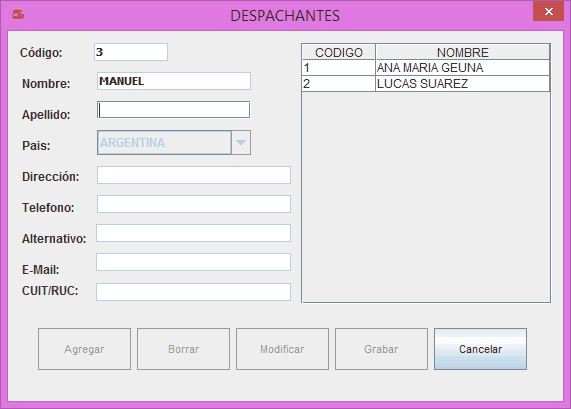 DESPACHANTES
Código: 3
Nombre: MANUEL
Apellido:
Pais: ARGENTINA
Dirección:
Telefono:
Alternativo:
E-Mail:
CUIT/RUC:
CODIGO NOMBRE
1 ANA MARIA GEUNA
2 LUCAS SUAREZ
Agregar Borrar Modificar Grabar Cancelar